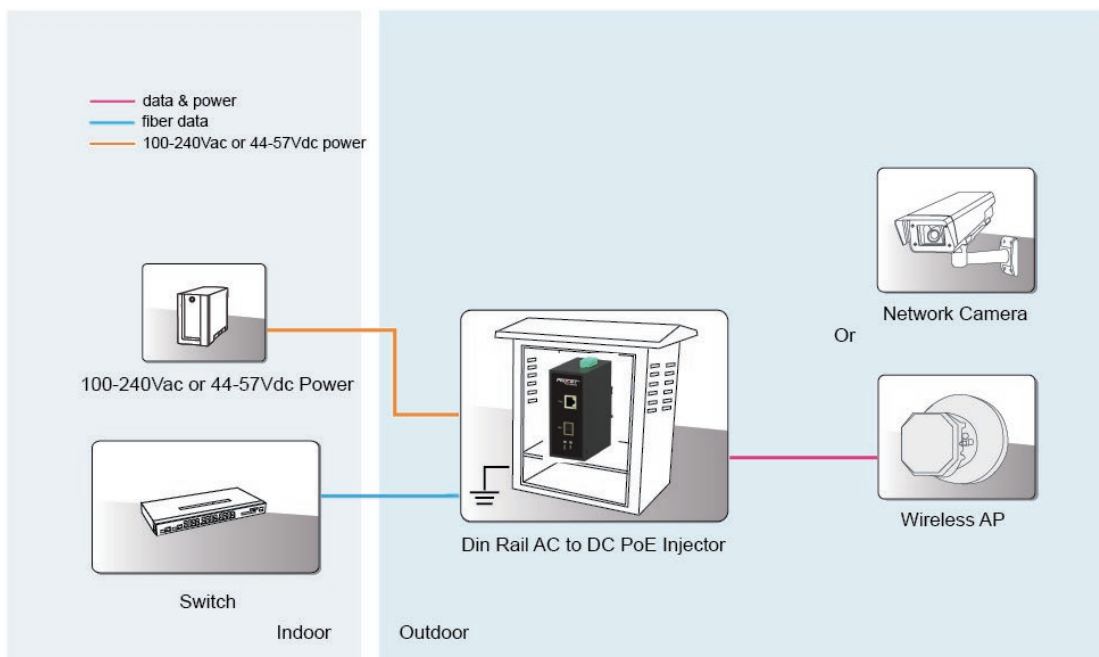 data & power
fiber data
100-240Vac or 44-57Vdc power
Network Camera
Or
100-240Vac or 44-57Vdc Power
Wireless AP
Din Rail AC to DC PoE Injector
Switch
Indoor
Outdoor